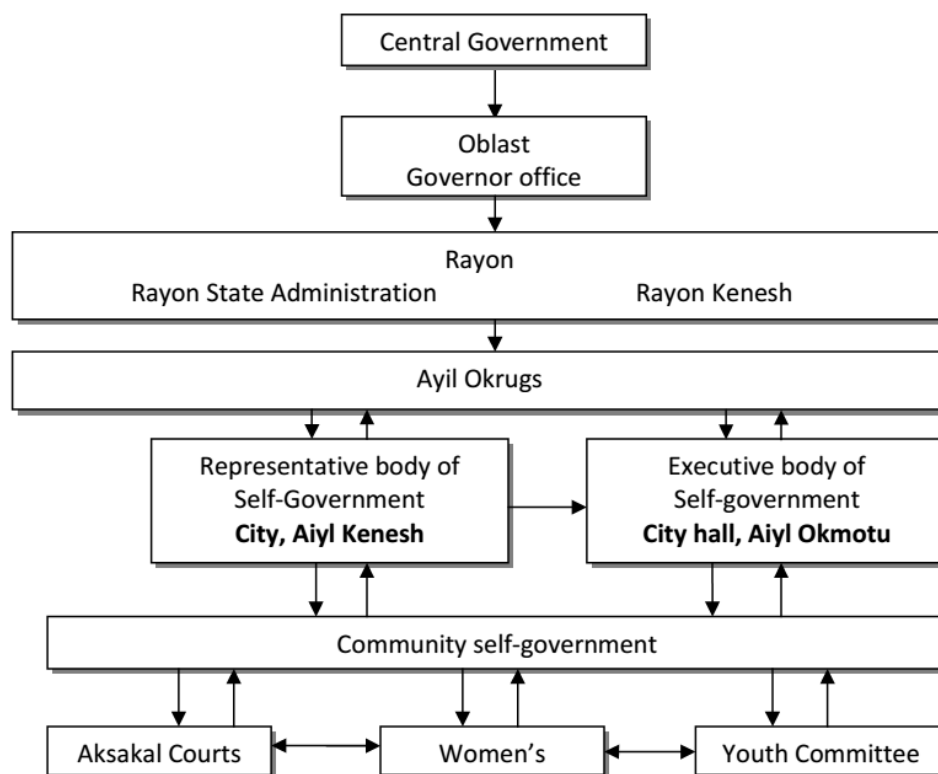 Central Government
Oblast
Governor office
Rayon
Rayon State Administration Rayon Kenesh
Ayil Okrugs
Representative body of
Self-Government
City, Aiyl Kenesh
Executive body of
Self-government
City hall, Aiyl Okmotu
Community self-government
Aksakal Courts
Women's
Youth Committee